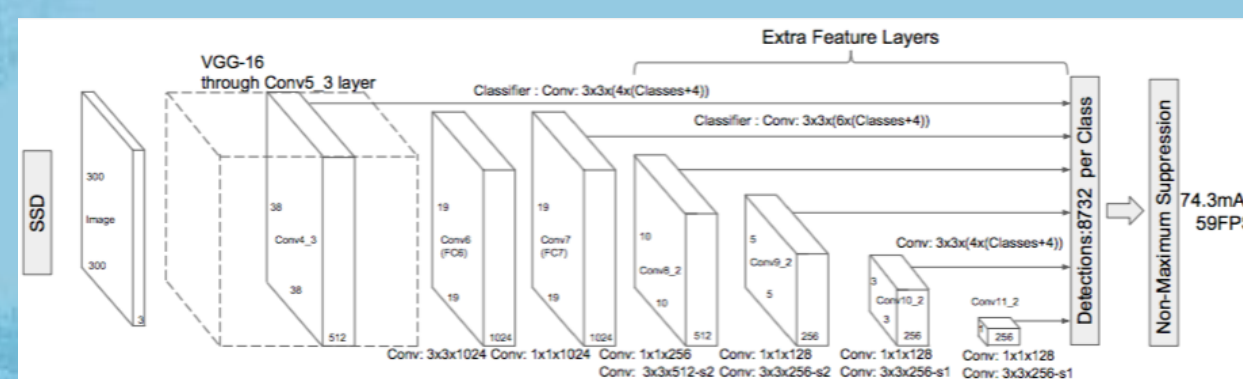 Extra Feature Layers
VGG-16
through Conv5_3 layer
Classifier : Conv: 3x3x(4x(Classes+4))
Classifier : Conv: 3x3x(6x(Classes+4))
SSD
300
Image
300
3
38
Conv4_3
38
512
19
Conv6
(FC6)
19
1024
19
Conv7
(FC7)
19
1024
10
Conv8_2
10
512
5
Conv9_2
5
256
Conv: 3x3x(4x(Classes+4))
3
Conv10_2
3
256
Conv11_2
1
256
Detections:8732 per Class
Non-Maximum Suppression
74.3mA
59FPS
Conv: 3x3x1024
Conv: 1x1x1024
Conv: 1x1x256
Conv: 3x3x512-s2
Conv: 1x1x128
Conv: 3x3x256-s2
Conv: 1x1x128
Conv: 3x3x256-s1
Conv: 1x1x128
Conv: 3x3x256-s1